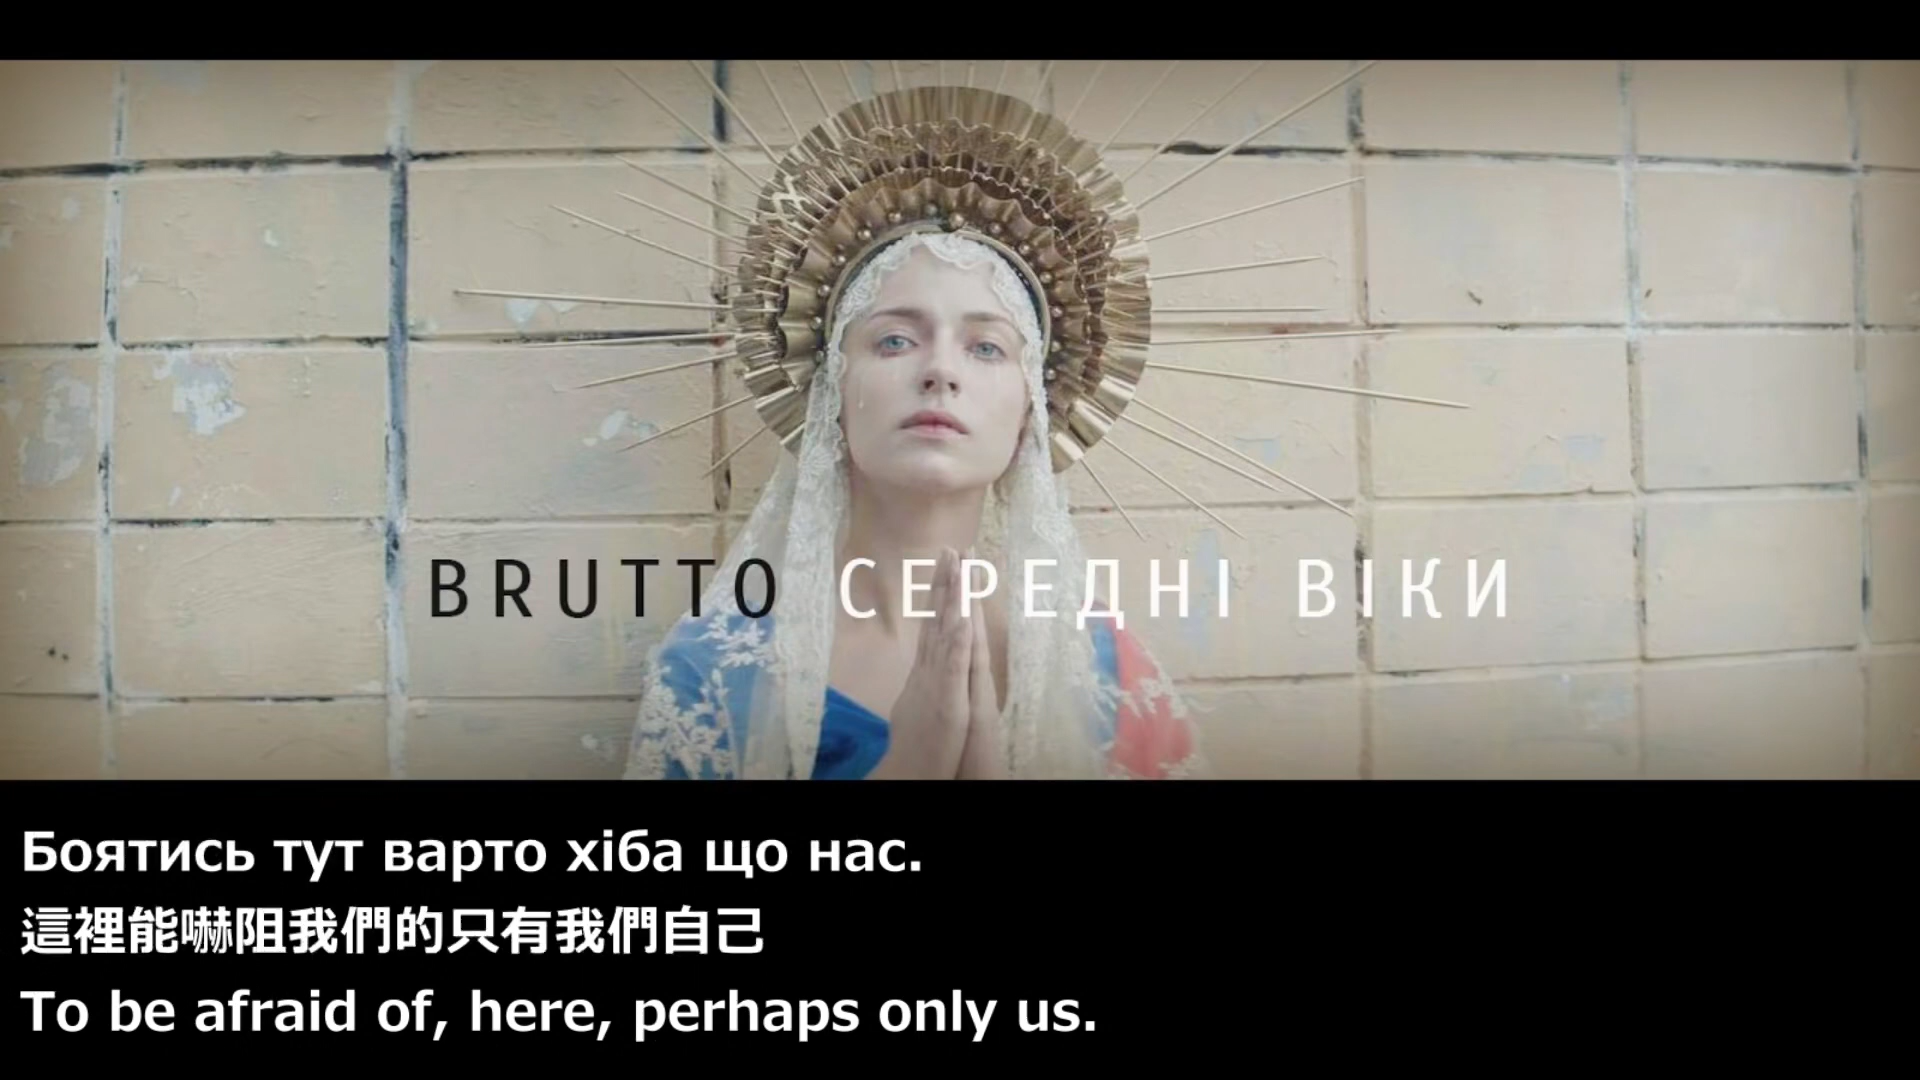 BRUTTO СЕРЕДНІ ВІКИ
Боятись тут варто хіба що нас.
這裡能嚇阻我們的只有我們自己
To be afraid of, here, perhaps only us.